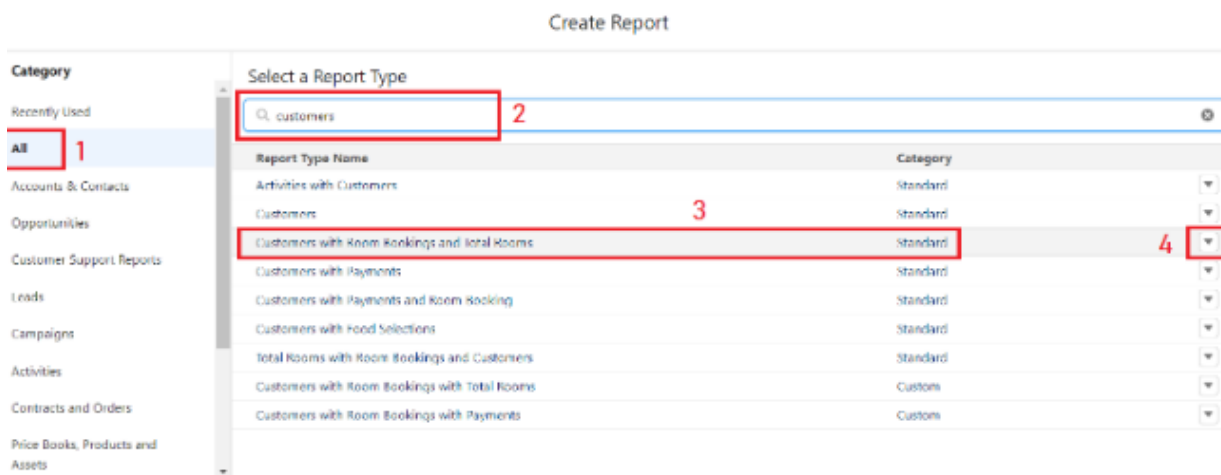 Create Report
Category
Recently Used
All
1
Accounts & Contacts
Opportunities
Customer Support Reports
Leads
Campaigns
Activities
Contracts and Orders
Price Books, Products and
Assets
Select a Report Type
customers
2
Report Type Name Category
Activities with Customers Standard
Customers Standard
3
Customers with Room Bookings and Total Rooms Standard
4
Customers with Payments Standard
Customers with Payments and Room Booking Standard
Customers with Food Selections Standard
Total Rooms with Room Bookings and Customers Standard
Customers with Room Bookings with Total Rooms Custom
Customers with Room Bookings with Payments Custom